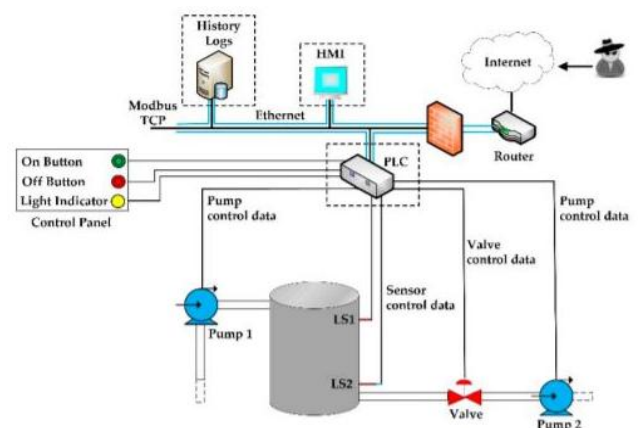 History
Logs
HMI
Internet
Modbus
TCP
Ethernet
Router
PLC
On Button
Off Button
Light Indicator
Control Panel
Pump
control data
Pump
control data
Valve
control data
Sensor
control data
LS1
Pump 1
LS2
Valve
Pump 2